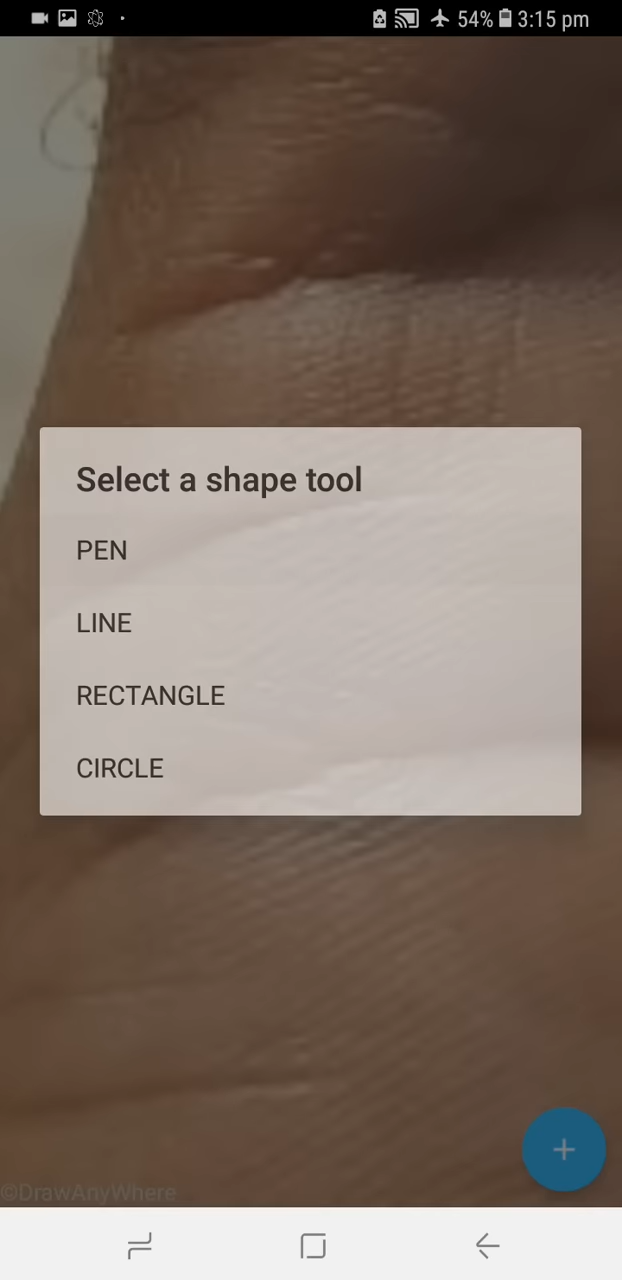 54% 3:15 pm
Select a shape tool
PEN
LINE
RECTANGLE
CIRCLE
+
©DrawAnyWhere